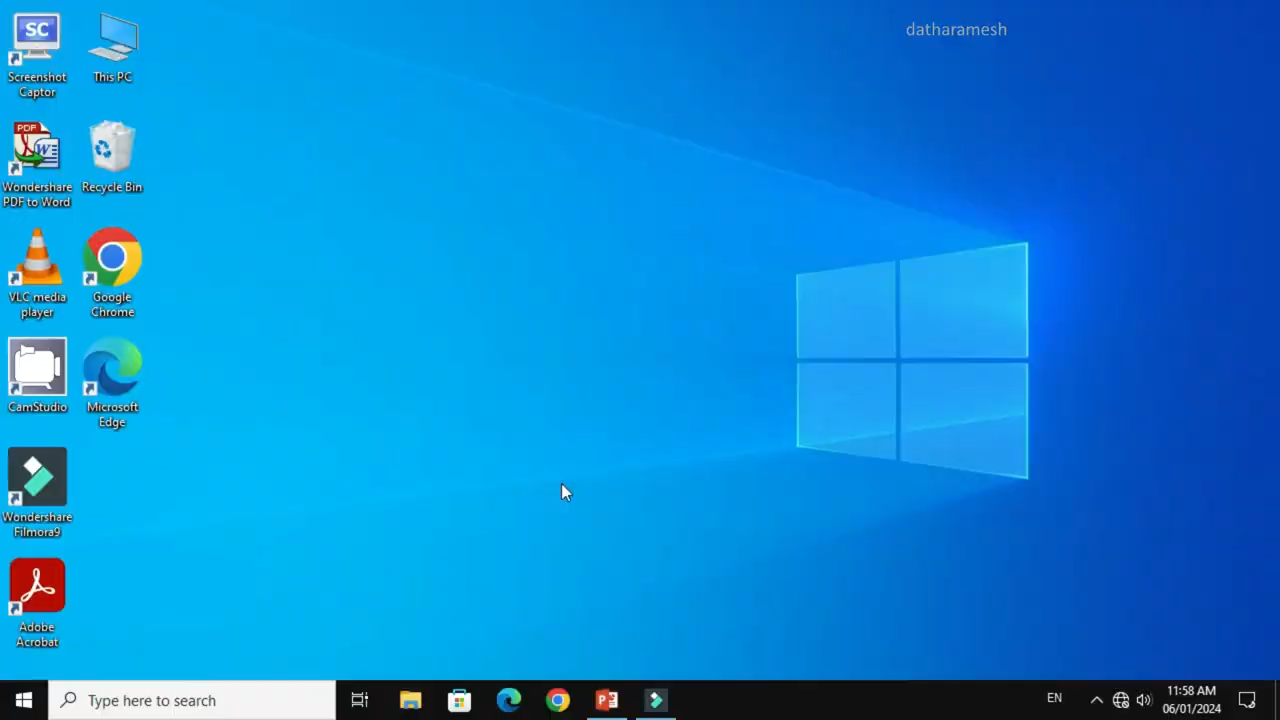 datharamesh
SC
Screenshot
Captor
This PC
PDF
W
Wondershare
PDF to Word
Recycle Bin
VLC media
player
Google
Chrome
CamStudio
Microsoft
Edge
Wondershare
Filmora9
Adobe
Acrobat
Type here to search
EN
11:58 AM
06/01/2024